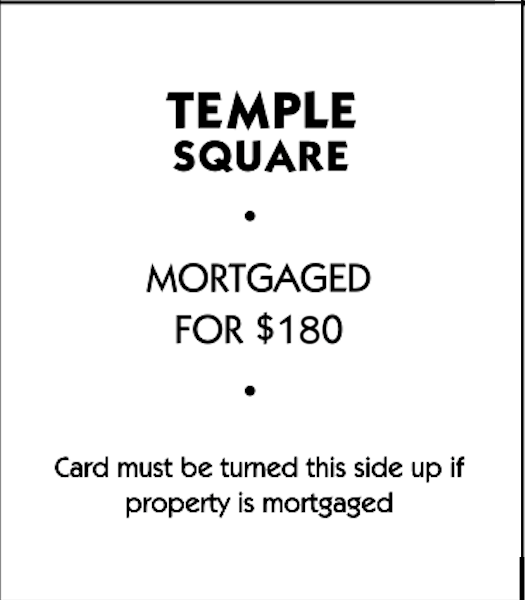 TEMPLE
SQUARE
•
MORTGAGED
FOR $180
•
Card must be turned this side up if
property is mortgaged